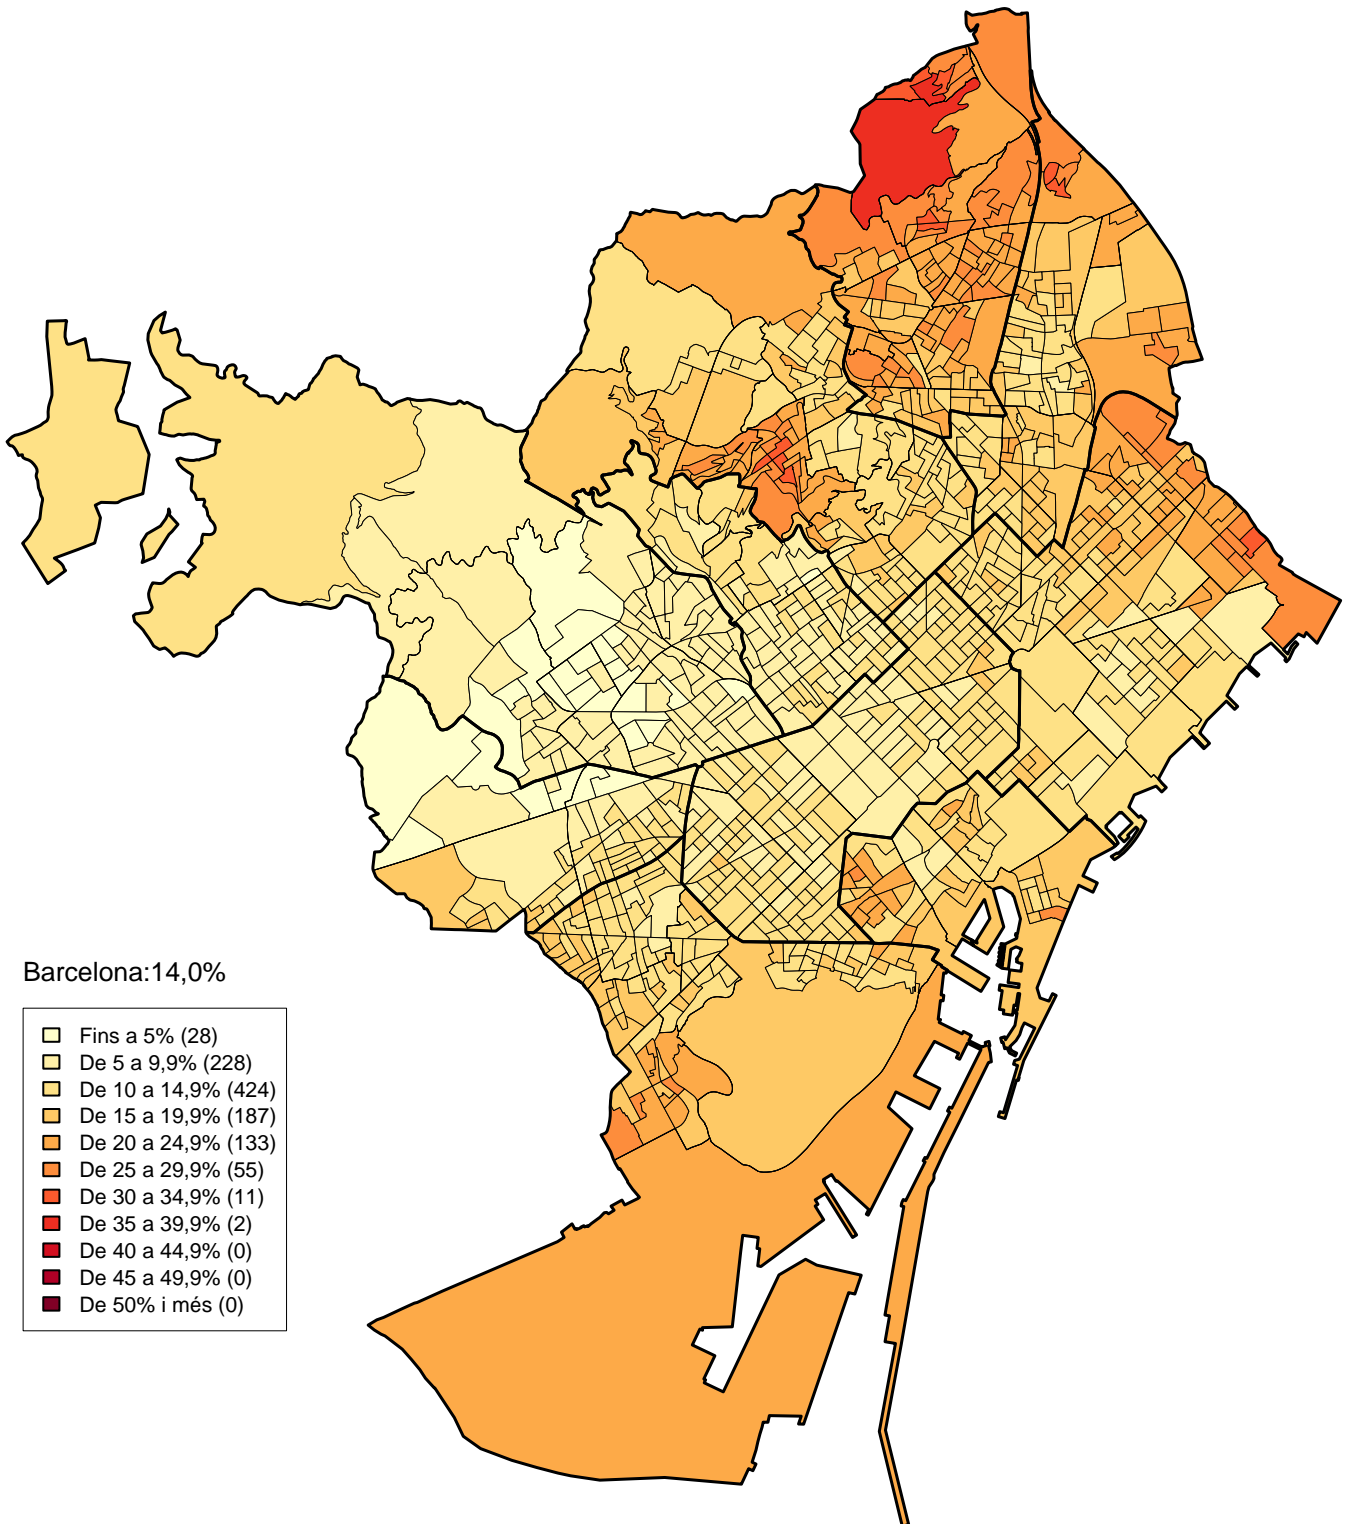 Barcelona:14,0%
Fins a 5% (28)
De 5 a 9,9% (228)
De 10 a 14,9% (424)
De 15 a 19,9% (187)
De 20 a 24,9% (133)
De 25 a 29,9% (55)
De 30 a 34,9% (11)
De 35 a 39,9% (2)
De 40 a 44,9% (0)
De 45 a 49,9% (0)
De 50% i més (0)